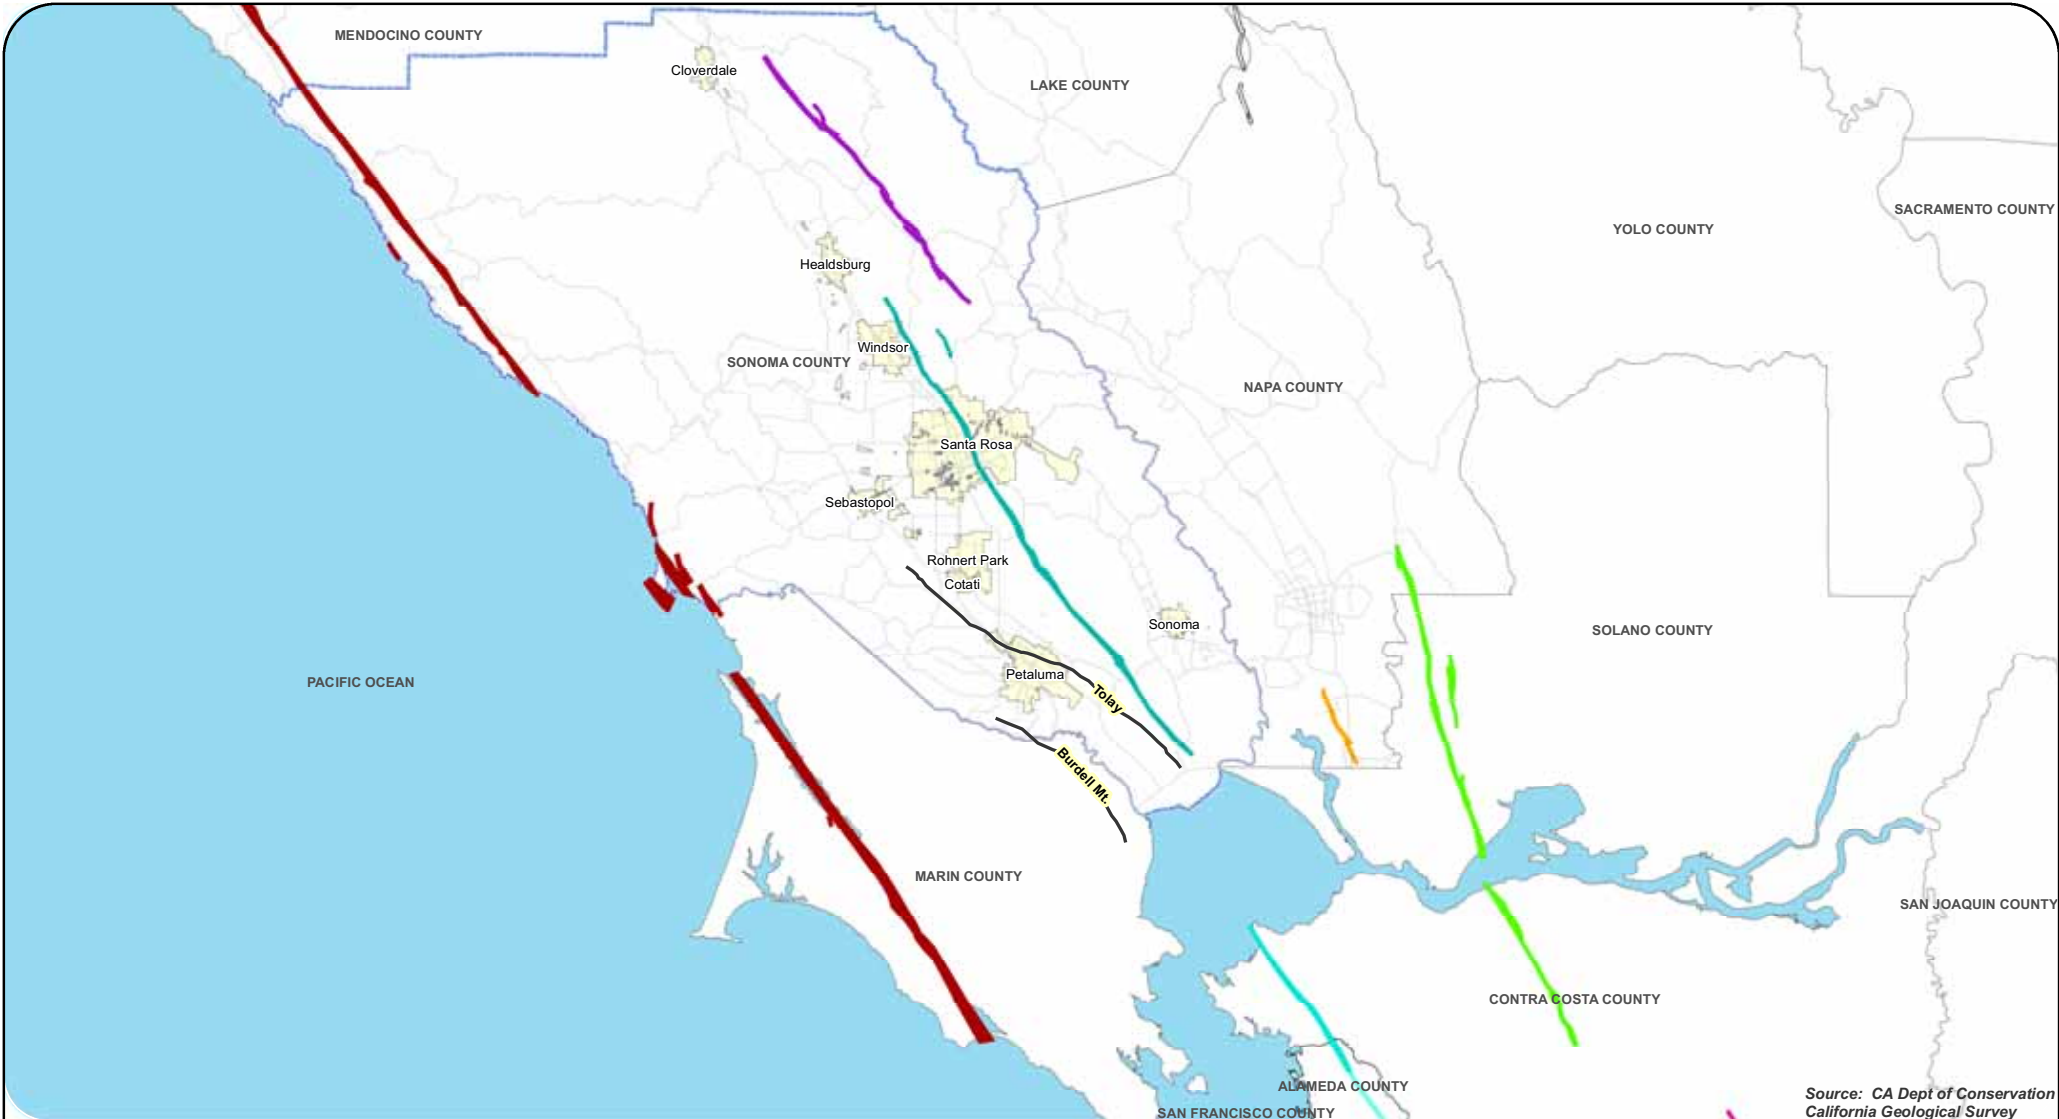 MENDOCINO COUNTY
Cloverdale
LAKE COUNTY
SACRAMENTO COUNTY
YOLO COUNTY
Healdsburg
Windsor
SONOMA COUNTY
NAPA COUNTY
Santa Rosa
Sebastopol
Rohnert Park
Cotati
Sonoma
SOLANO COUNTY
Petaluma
PACIFIC OCEAN
Tolay
Burdell Mt.
MARIN COUNTY
SAN JOAQUIN COUNTY
CONTRA COSTA COUNTY
ALAMEDA COUNTY
SAN FRANCISCO COUNTY
Source: CA Dept of Conservation
California Geological Survey